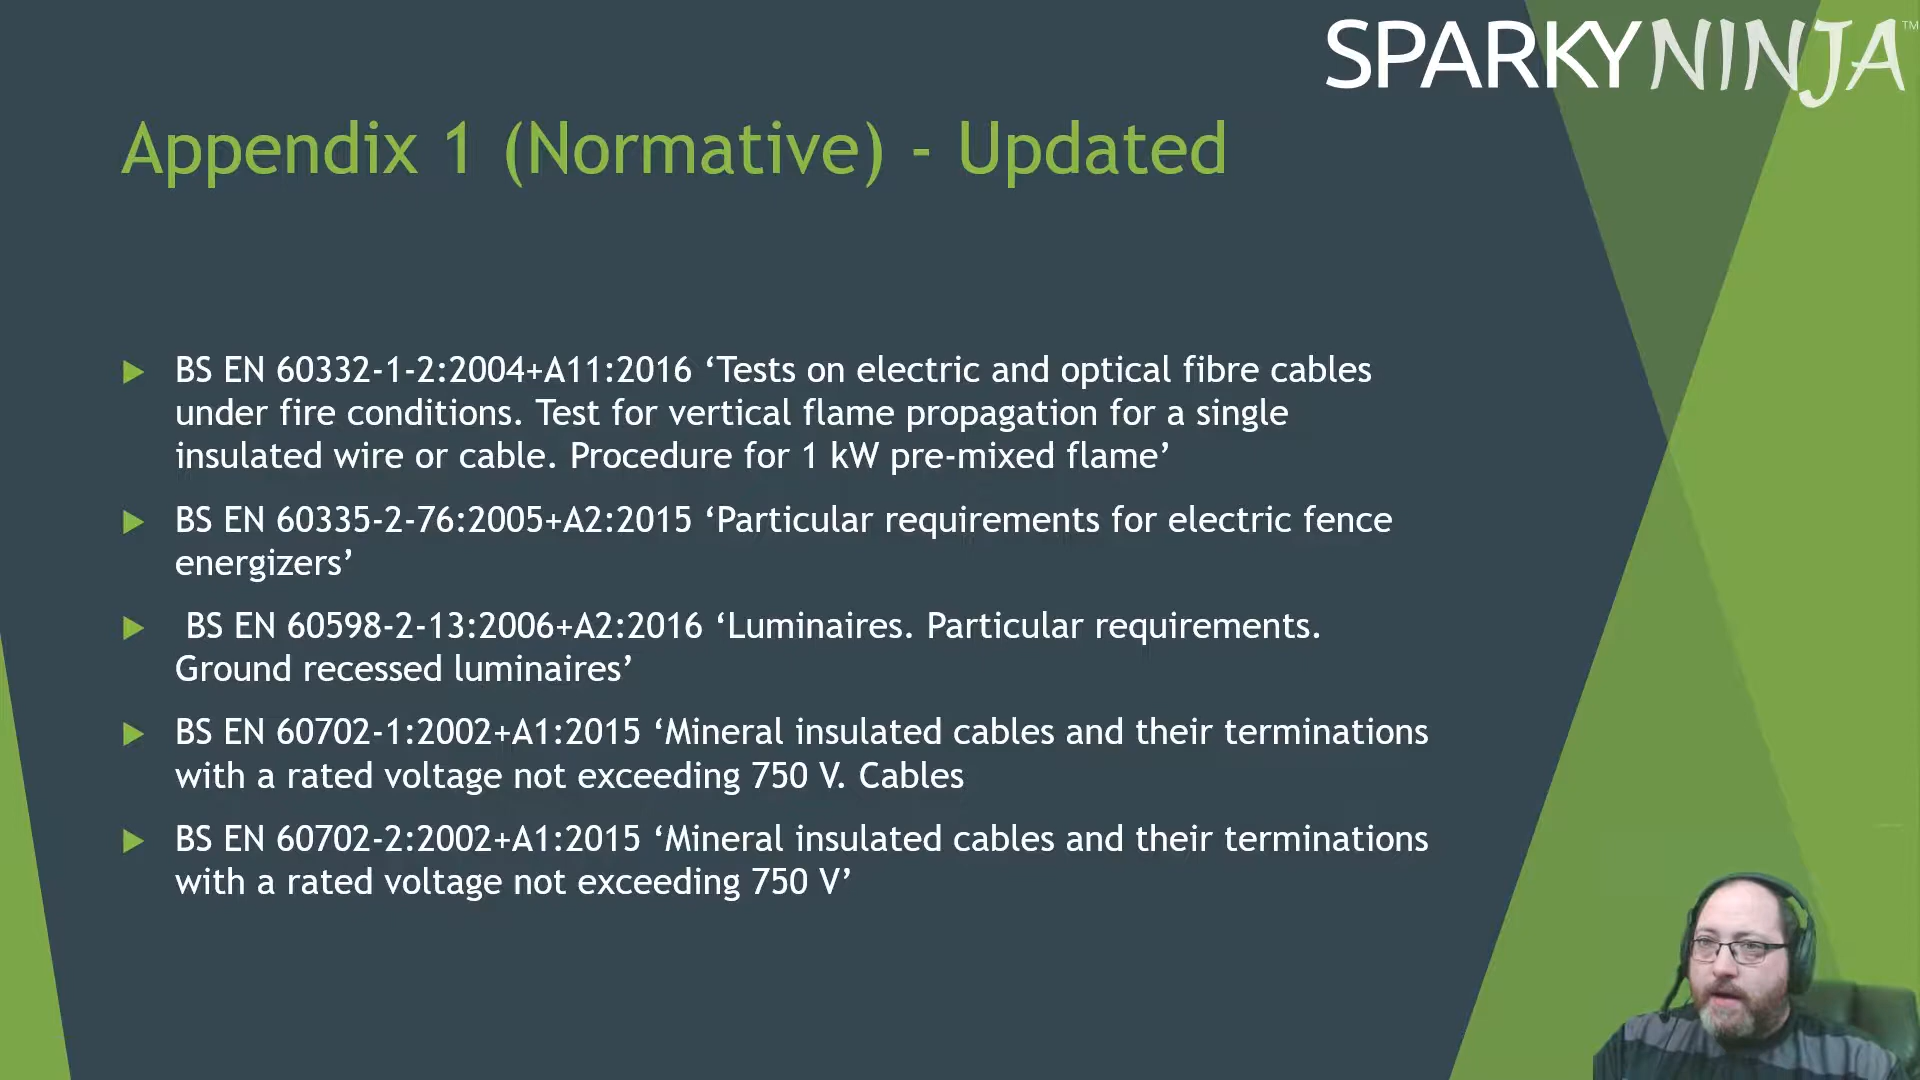 SPARKYNINJA™
Appendix 1 (Normative) - Updated
BS EN 60332-1-2:2004+A11:2016 ‘Tests on electric and optical fibre cables
under fire conditions. Test for vertical flame propagation for a single
insulated wire or cable. Procedure for 1 kW pre-mixed flame’
BS EN 60335-2-76:2005+A2:2015 ‘Particular requirements for electric fence
energizers’
BS EN 60598-2-13:2006+A2:2016 ‘Luminaires. Particular requirements.
Ground recessed luminaires’
BS EN 60702-1:2002+A1:2015 ‘Mineral insulated cables and their terminations
with a rated voltage not exceeding 750 V. Cables
BS EN 60702-2:2002+A1:2015 ‘Mineral insulated cables and their terminations
with a rated voltage not exceeding 750 V’